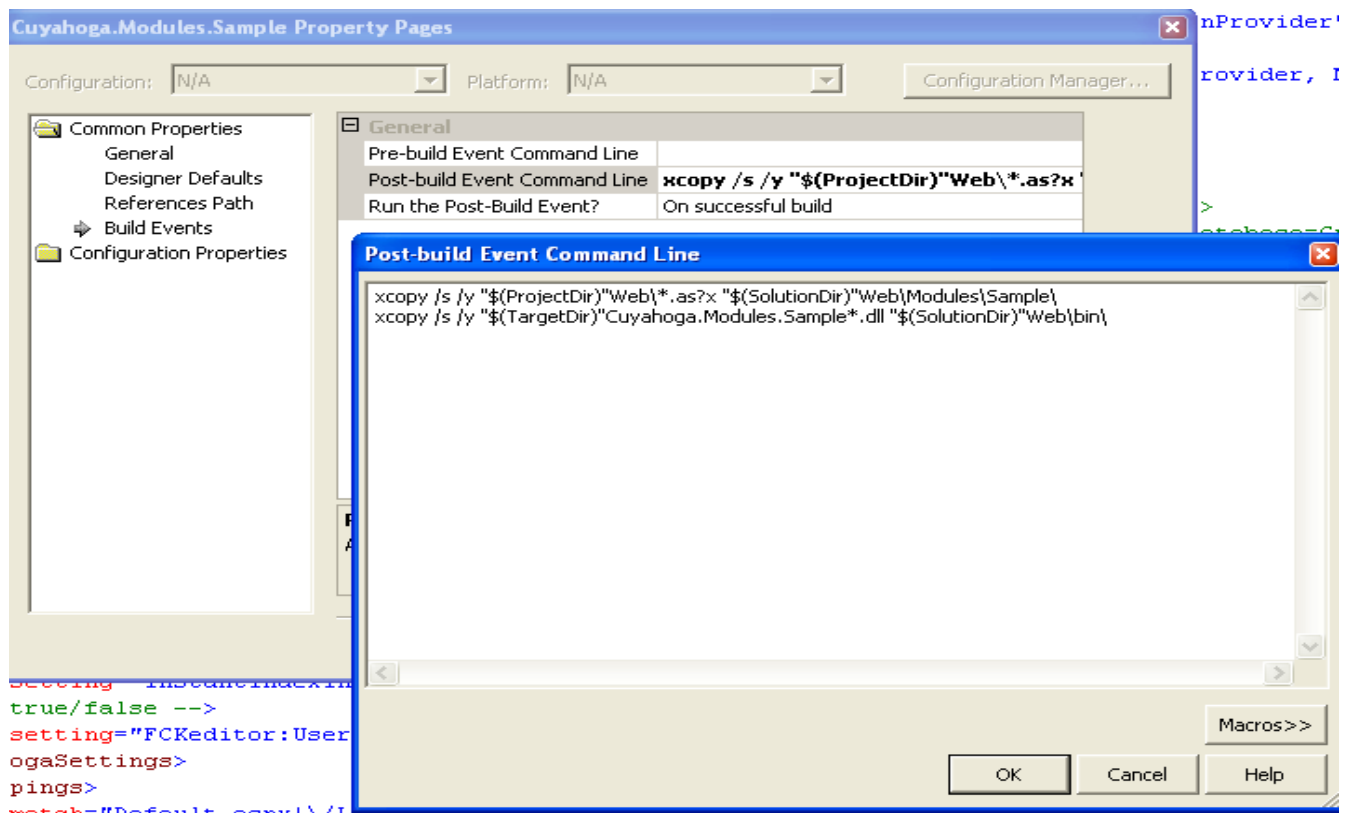 Cuyahoga.Modules.Sample Property Pages
nProvider"
Configuration: N/A Platform: N/A Configuration Manager...
rovider,
Common Properties
General
Designer Defaults
References Path
Build Events
Configuration Properties
General
Pre-build Event Command Line
Post-build Event Command Line xcopy /s /y "$(ProjectDir)"Web\*.as?x "
Run the Post-Build Event? On successful build
>
Post-build Event Command Line
xcopy /s /y "$(ProjectDir)"Web\*.as?x "$(SolutionDir)"Web\Modules\Sample\
xcopy /s /y "$(TargetDir)"Cuyahoga.Modules.Sample*.dll "$(SolutionDir)"Web\bin\
true/false -->
setting="FCKeditor:User
ogaSettings>
pings>
Macros>>
OK Cancel Help